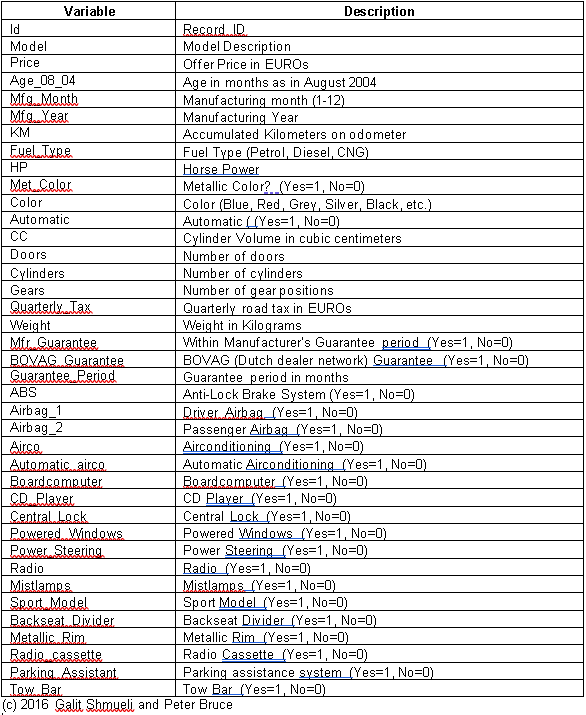 Variable Description
Id Record_ID
Model Model Description
Price Offer Price in EUROs
Age_08_04 Age in months as in August 2004
Mfg_Month Manufacturing month (1-12)
Mfg_Year Manufacturing Year
KM Accumulated Kilometers on odometer
Fuel_Type Fuel Type (Petrol, Diesel, CNG)
HP Horse Power
Met_Color Metallic Color? (Yes=1, No=0)
Color Color (Blue, Red, Grey, Silver, Black, etc.)
Automatic Automatic ( (Yes=1, No=0)
CC Cylinder Volume in cubic centimeters
Doors Number of doors
Cylinders Number of cylinders
Gears Number of gear positions
Quarterly_Tax Quarterly road tax in EUROs
Weight Weight in Kilograms
Mfr_Guarantee Within Manufacturer's Guarantee period (Yes=1, No=0)
BOVAG_Guarantee BOVAG (Dutch dealer network) Guarantee (Yes=1, No=0)
Guarantee_Period Guarantee period in months
ABS Anti-Lock Brake System (Yes=1, No=0)
Airbag_1 Driver_Airbag (Yes=1, No=0)
Airbag_2 Passenger Airbag (Yes=1, No=0)
Airco Airconditioning (Yes=1, No=0)
Automatic_airco Automatic Airconditioning (Yes=1, No=0)
Boardcomputer Boardcomputer (Yes=1, No=0)
CD_Player CD Player (Yes=1, No=0)
Central_Lock Central Lock (Yes=1, No=0)
Powered_Windows Powered Windows (Yes=1, No=0)
Power_Steering Power Steering (Yes=1, No=0)
Radio Radio (Yes=1, No=0)
Mistlamps Mistlamps (Yes=1, No=0)
Sport_Model Sport Model (Yes=1, No=0)
Backseat_Divider Backseat Divider (Yes=1, No=0)
Metallic_Rim Metallic Rim (Yes=1, No=0)
Radio_cassette Radio Cassette (Yes=1, No=0)
Parking_Assistant Parking assistance system (Yes=1, No=0)
Tow_Bar Tow Bar (Yes=1, No=0)
(c) 2016 Galit Shmueli and Peter Bruce